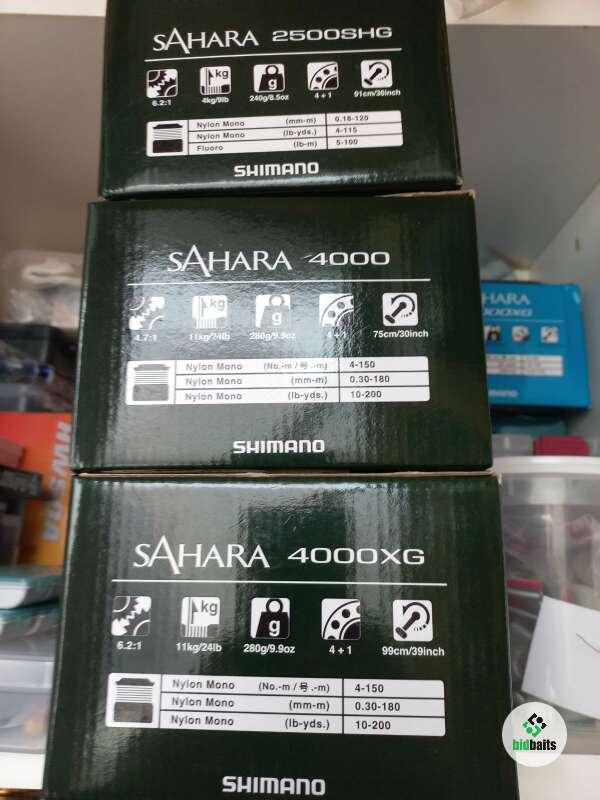 SAHARA 2500SHG
kg
g
6.2:1 4kg/9lb 240g/8.5oz 4 + 1 91cm/36inch
Nylon Mono (mm-m) 0.18-120
Nylon Mono (lb-yds.) 4-115
Fluoro (lb-m) 5-100
SHIMANO
SAHARA 4000
kg
g
4.7:1 11kg/24lb 280g/9.9oz 4 + 1 75cm/30inch
Nylon Mono (No.-m / 号.-m) 4-150
Nylon Mono (mm-m) 0.30-180
Nylon Mono (lb-yds.) 10-200
SHIMANO
SAHARA 4000XG
kg
g
6.2:1 11kg/24lb 280g/9.9oz 4 + 1 99cm/39inch
Nylon Mono (No.-m / 号.-m) 4-150
Nylon Mono (mm-m) 0.30-180
Nylon Mono (lb-yds.) 10-200
SHIMANO
HARA
XG
MANO
bidbaits